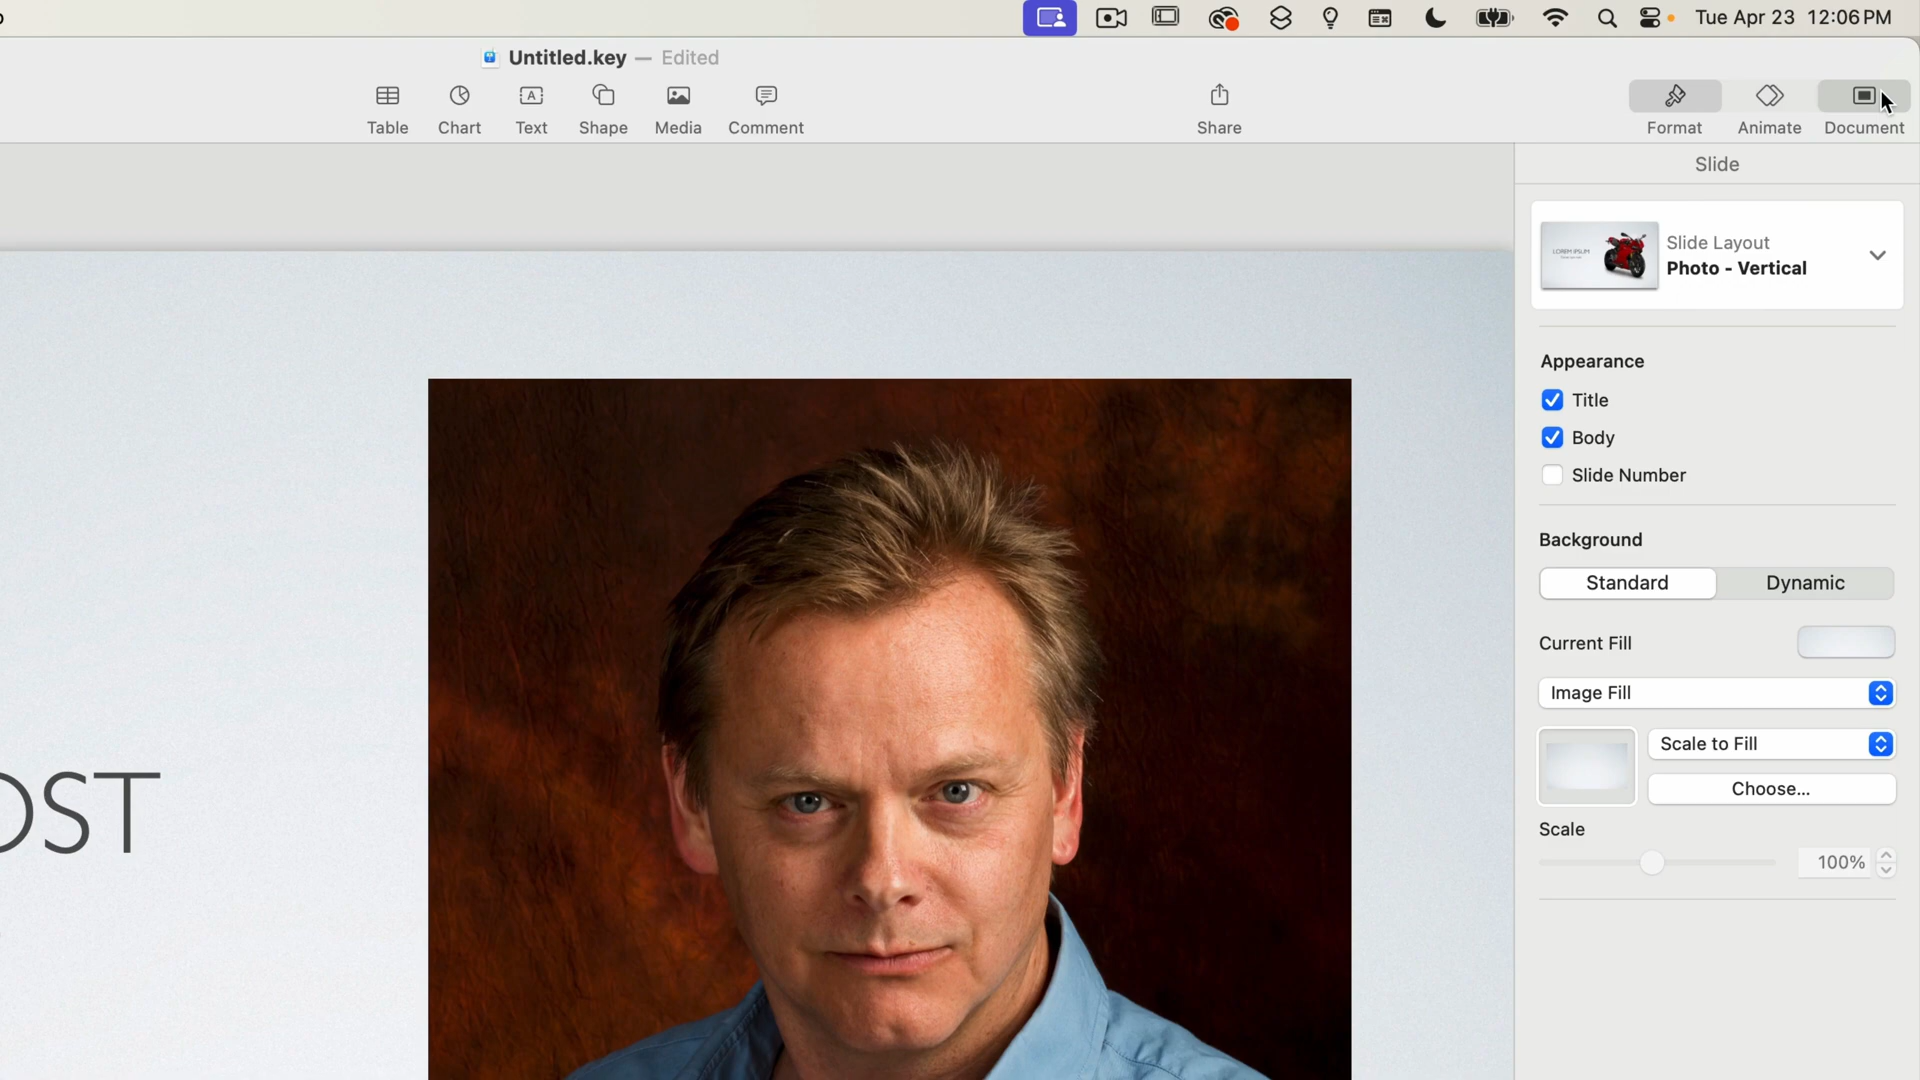 Tue Apr 23 12:06 PM
Untitled.key — Edited
Table
Chart
Text
Shape
Media
Comment
Share
Format
Animate
Document
Slide
Slide Layout
Photo - Vertical
Appearance
Title
Body
Slide Number
Background
Standard
Dynamic
Current Fill
Image Fill
Scale to Fill
Choose...
Scale
100%
OST